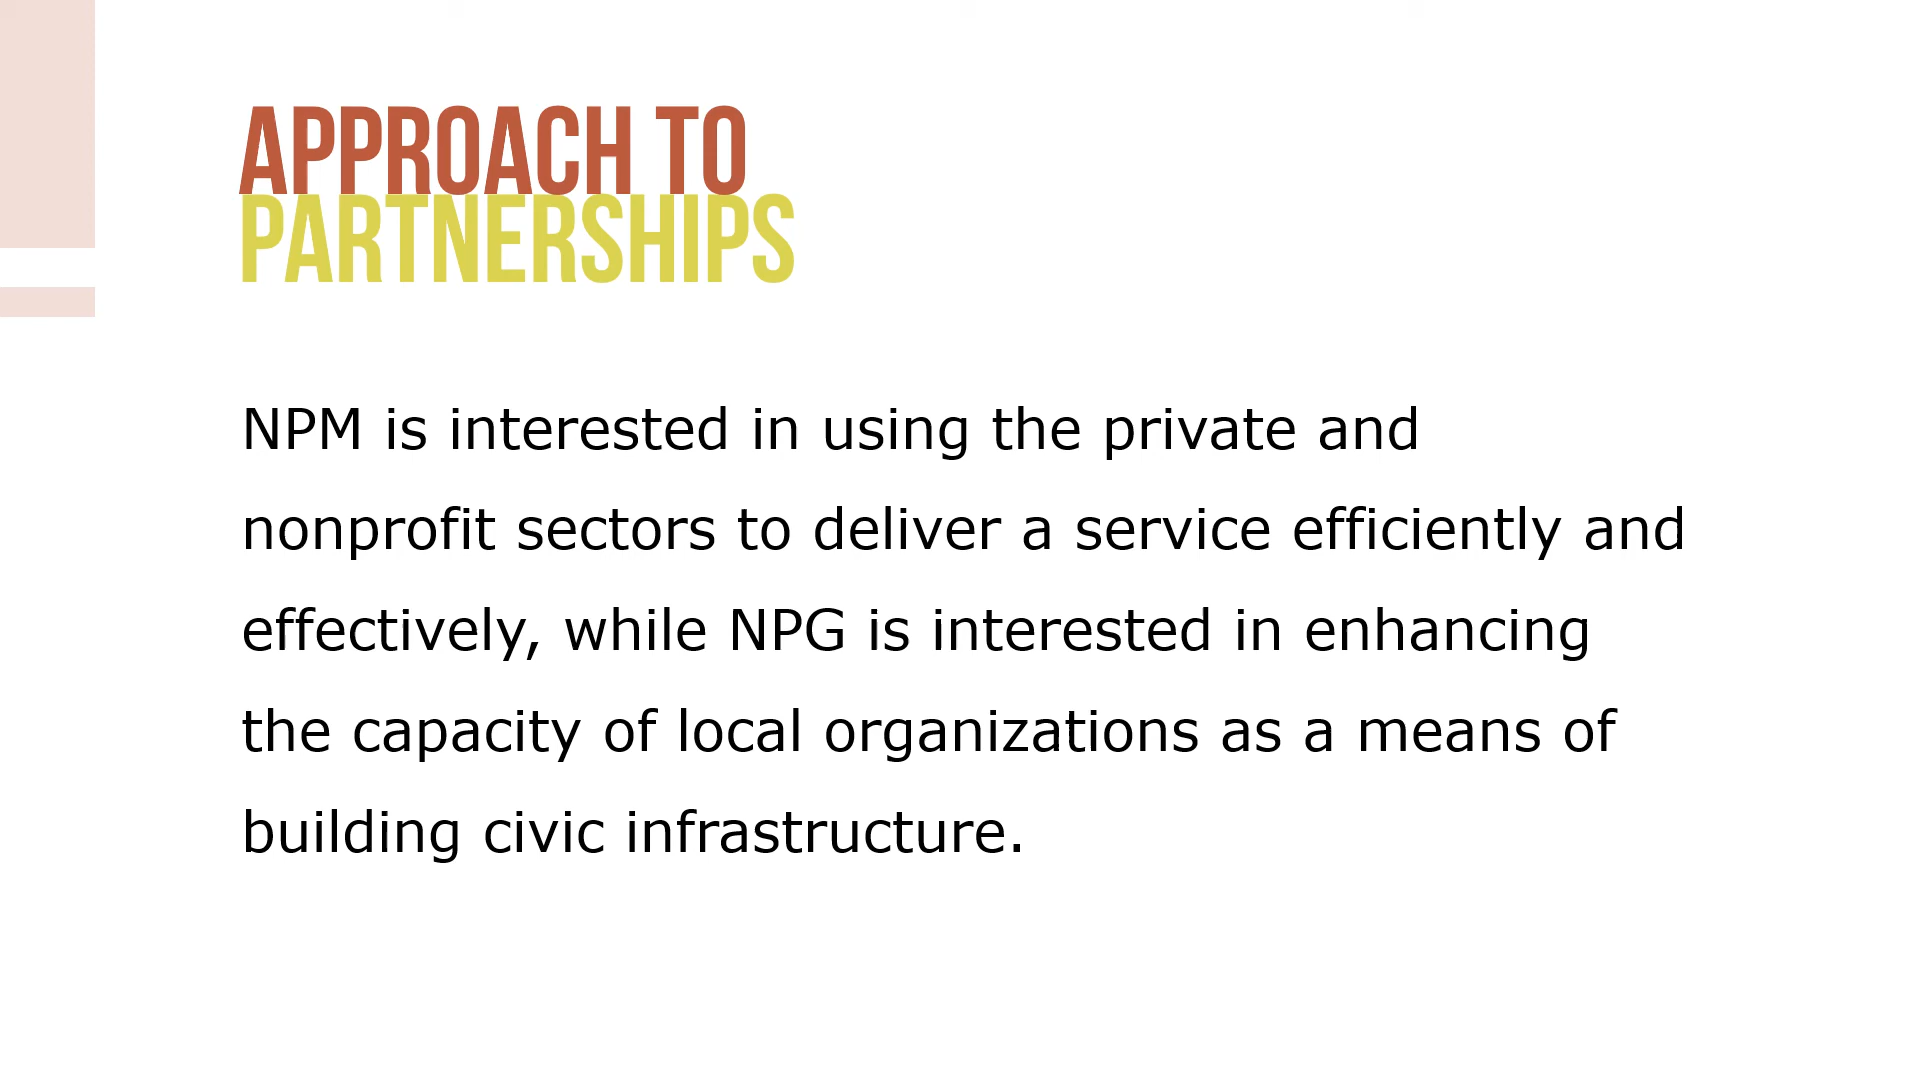 APPROACH TO
PARTNERSHIPS
NPM is interested in using the private and
nonprofit sectors to deliver a service efficiently and
effectively, while NPG is interested in enhancing
the capacity of local organizations as a means of
building civic infrastructure.